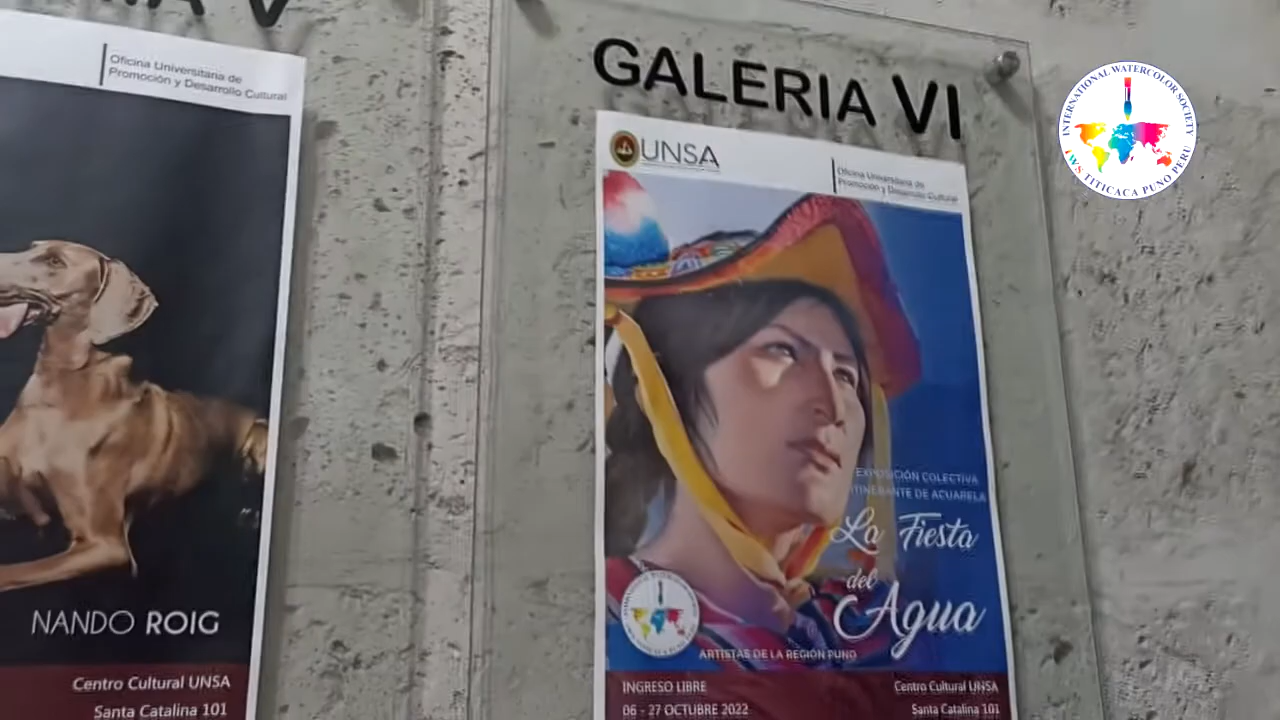 Oficina Universitaria de
Promoción y Desarrollo Cultural
NANDO ROIG
Centro Cultural UNSA
Santa Catalina 101
GALERIA VI
UNSA
Oficina Universitaria de
Promoción y Desarrollo Cultural
EXPOSICIÓN COLECTIVA
ITINERANTE DE ACUARELA
La Fiesta
del
Agua
ARTISTAS DE LA REGIÓN PUNO
INGRESO LIBRE
06 - 27 OCTUBRE 2022
Centro Cultural UNSA
Santa Catalina 101
INTERNATIONAL WATERCOLOR SOCIETY
IWS TITICACA PUNO PERU